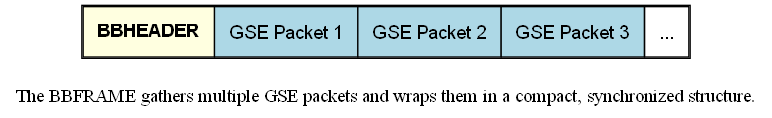 BBHEADER GSE Packet 1 GSE Packet 2 GSE Packet 3 ...
The BBFRAME gathers multiple GSE packets and wraps them in a compact, synchronized structure.